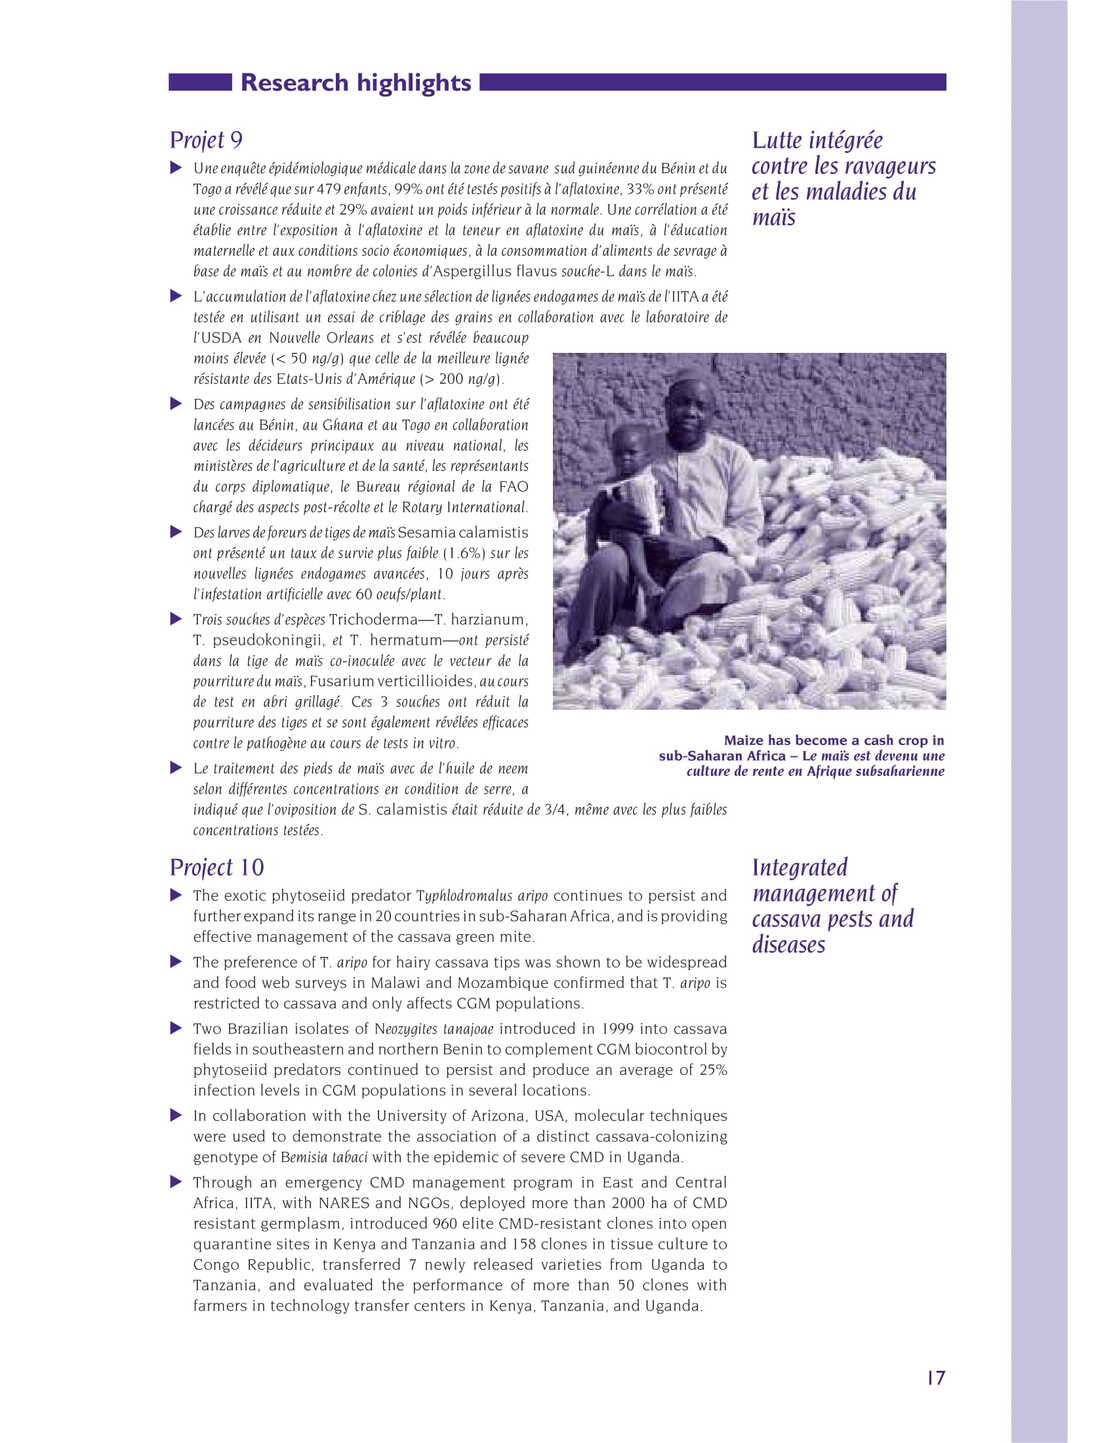 Research highlights
Projet 9
Lutte intégrée
contre les ravageurs
et les maladies du
maïs
Une enquête épidémiologique médicale dans la zone de savane sud guinéenne du Bénin et du
Togo a révélé que sur 479 enfants, 99% ont été testés positifs à l'aflatoxine, 33% ont présenté
une croissance réduite et 29% avaient un poids inférieur à la normale. Une corrélation a été
établie entre l'exposition à l'aflatoxine et la teneur en aflatoxine du maïs, à l'éducation
maternelle et aux conditions socio économiques, à la consommation d'aliments de sevrage à
base de maïs et au nombre de colonies d'Aspergillus flavus souche-L dans le maïs.
L'accumulation de l'aflatoxine chez une sélection de lignées endogames de maïs de l'IITA a été
testée en utilisant un essai de criblage des grains en collaboration avec le laboratoire de
l'USDA en Nouvelle Orleans et s'est révélée beaucoup
moins élevée (< 50 ng/g) que celle de la meilleure lignée
résistante des Etats-Unis d'Amérique (> 200 ng/g).
Des campagnes de sensibilisation sur l'aflatoxine ont été
lancées au Bénin, au Ghana et au Togo en collaboration
avec les décideurs principaux au niveau national, les
ministères de l'agriculture et de la santé, les représentants
du corps diplomatique, le Bureau régional de la FAO
chargé des aspects post-récolte et le Rotary International.
Des larves de foreurs de tiges de maïs Sesamia calamistis
ont présenté un taux de survie plus faible (1.6%) sur les
nouvelles lignées endogames avancées, 10 jours après
l'infestation artificielle avec 60 oeufs/plant.
Trois souches d'espèces Trichoderma—T. harzianum,
T. pseudokoningii, et T. hermatum—ont persisté
dans la tige de maïs co-inoculée avec le vecteur de la
pourriture du maïs, Fusarium verticillioides, au cours
de test en abri grillagé. Ces 3 souches ont réduit la
pourriture des tiges et se sont également révélées efficaces
contre le pathogène au cours de tests in vitro.
Le traitement des pieds de maïs avec de l'huile de neem
selon différentes concentrations en condition de serre, a
indiqué que l'oviposition de S. calamistis était réduite de 3/4, même avec les plus faibles
concentrations testées.
Maize has become a cash crop in
sub-Saharan Africa – Le maïs est devenu une
culture de rente en Afrique subsaharienne
Project 10
Integrated
management of
cassava pests and
diseases
The exotic phytoseiid predator Typhlodromalus aripo continues to persist and
further expand its range in 20 countries in sub-Saharan Africa, and is providing
effective management of the cassava green mite.
The preference of T. aripo for hairy cassava tips was shown to be widespread
and food web surveys in Malawi and Mozambique confirmed that T. aripo is
restricted to cassava and only affects CGM populations.
Two Brazilian isolates of Neozygites tanajoae introduced in 1999 into cassava
fields in southeastern and northern Benin to complement CGM biocontrol by
phytoseiid predators continued to persist and produce an average of 25%
infection levels in CGM populations in several locations.
In collaboration with the University of Arizona, USA, molecular techniques
were used to demonstrate the association of a distinct cassava-colonizing
genotype of Bemisia tabaci with the epidemic of severe CMD in Uganda.
Through an emergency CMD management program in East and Central
Africa, IITA, with NARES and NGOs, deployed more than 2000 ha of CMD
resistant germplasm, introduced 960 elite CMD-resistant clones into open
quarantine sites in Kenya and Tanzania and 158 clones in tissue culture to
Congo Republic, transferred 7 newly released varieties from Uganda to
Tanzania, and evaluated the performance of more than 50 clones with
farmers in technology transfer centers in Kenya, Tanzania, and Uganda.
17